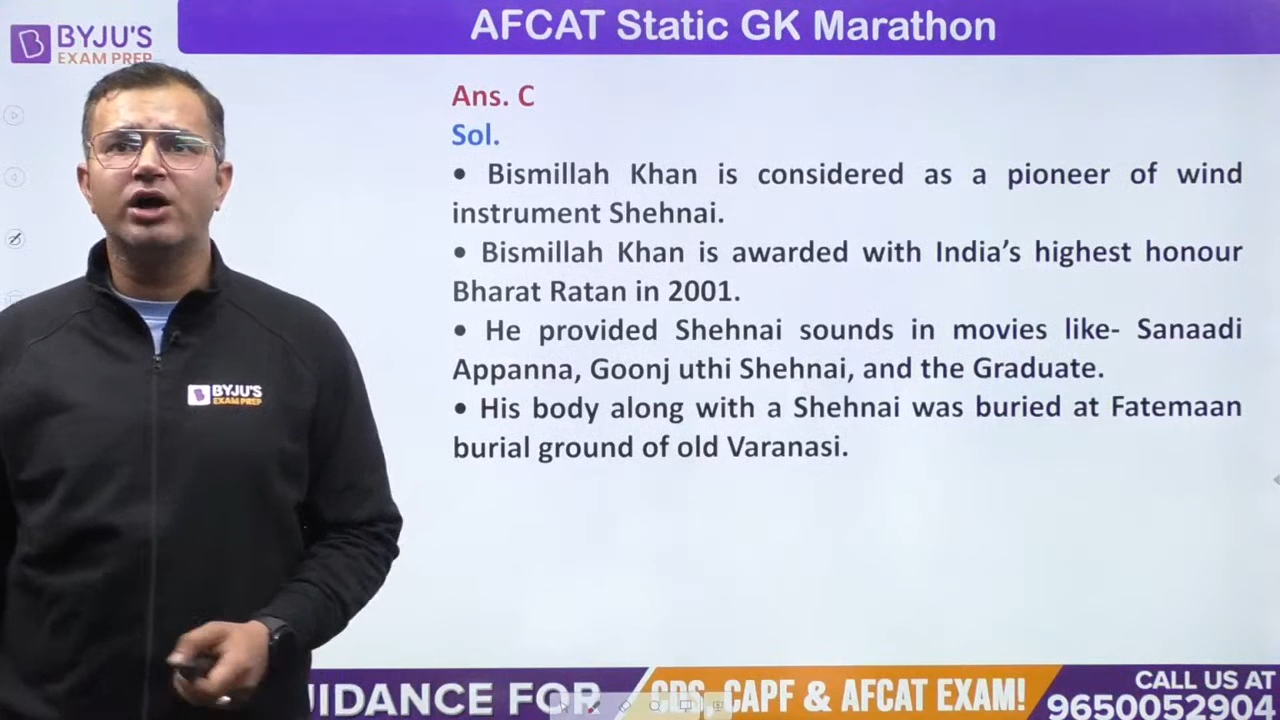 AFCAT Static GK Marathon
BYJU'S
EXAM PREP
Ans. C
Sol.
• Bismillah Khan is considered as a pioneer of wind
instrument Shehnai.
• Bismillah Khan is awarded with India's highest honour
Bharat Ratan in 2001.
• He provided Shehnai sounds in movies like- Sanaadi
Appanna, Goonj uthi Shehnai, and the Graduate.
• His body along with a Shehnai was buried at Fatemaan
burial ground of old Varanasi.
BYJU'S
EXAM PREP
UIDANCE FOR CDS, CAPF & AFCAT EXAM!
CALL US AT
9650052904